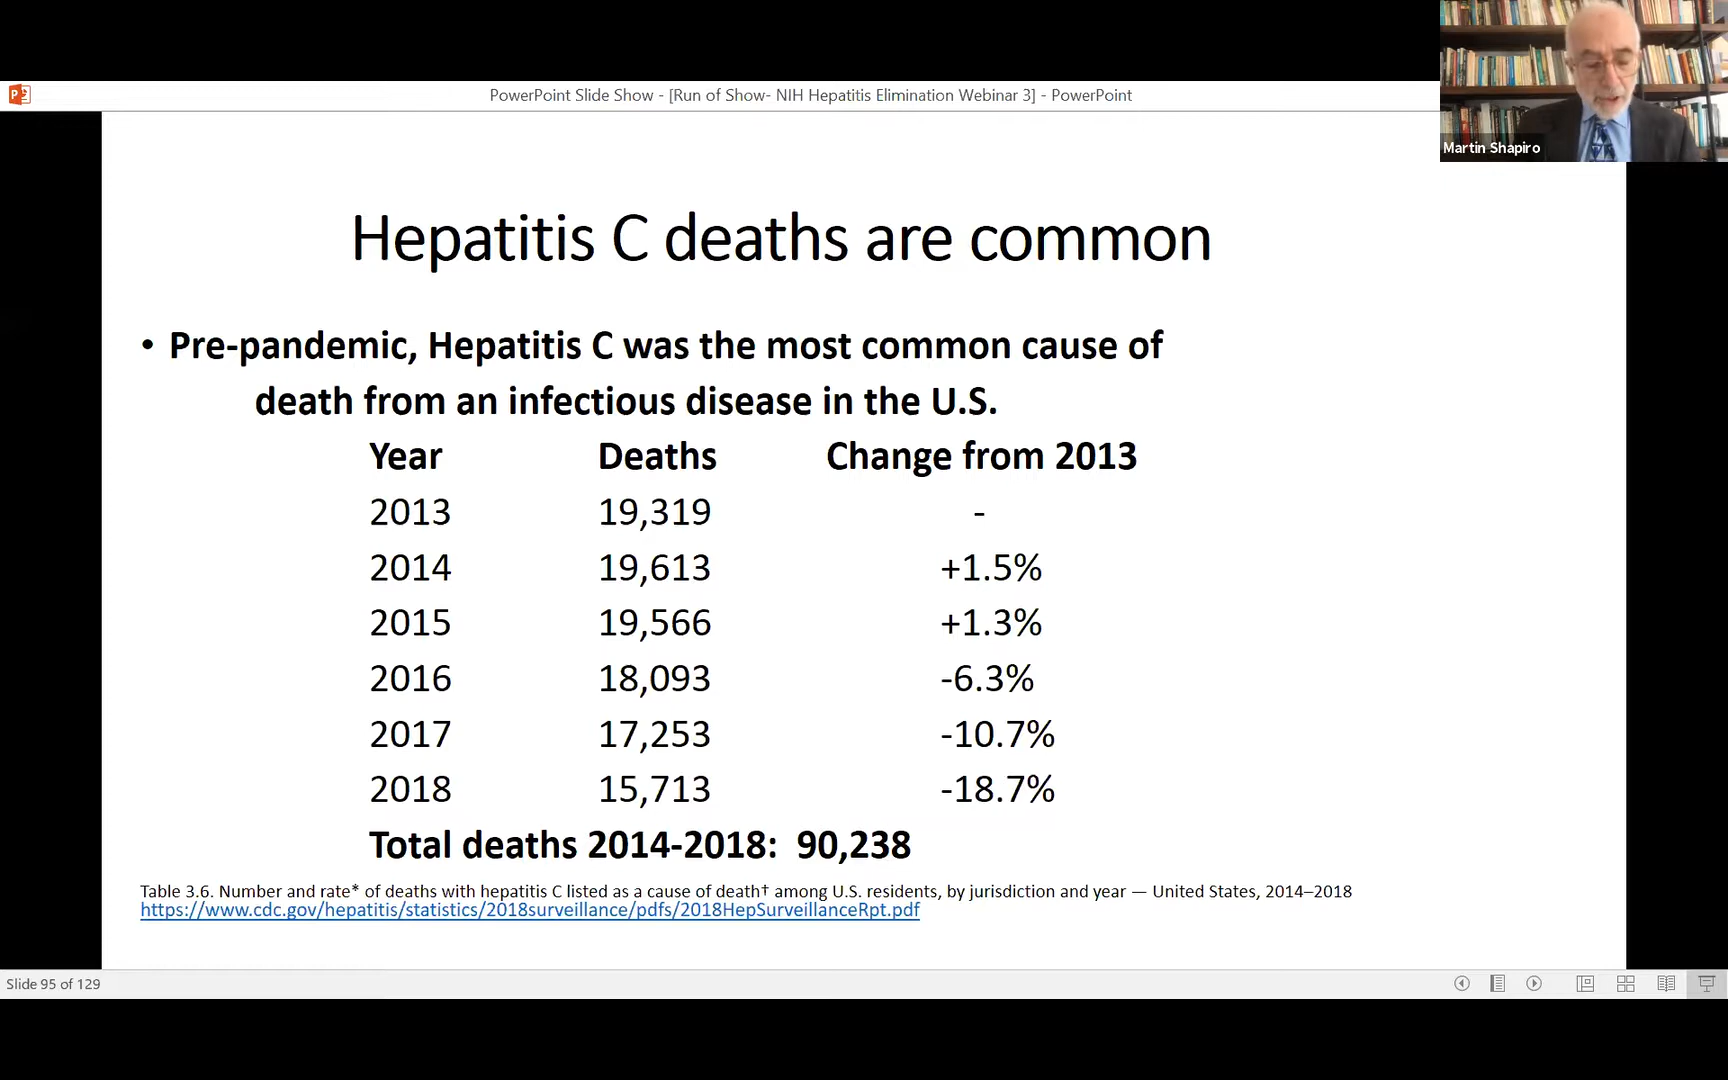 PowerPoint Slide Show - [Run of Show- NIH Hepatitis Elimination Webinar 3] - PowerPoint
Martin Shapiro
Hepatitis C deaths are common
• Pre-pandemic, Hepatitis C was the most common cause of
death from an infectious disease in the U.S.
Year Deaths Change from 2013
2013 19,319 -
2014 19,613 +1.5%
2015 19,566 +1.3%
2016 18,093 -6.3%
2017 17,253 -10.7%
2018 15,713 -18.7%
Total deaths 2014-2018: 90,238
Table 3.6. Number and rate* of deaths with hepatitis C listed as a cause of death† among U.S. residents, by jurisdiction and year — United States, 2014–2018
https://www.cdc.gov/hepatitis/statistics/2018surveillance/pdfs/2018HepSurveillanceRpt.pdf
Slide 95 of 129